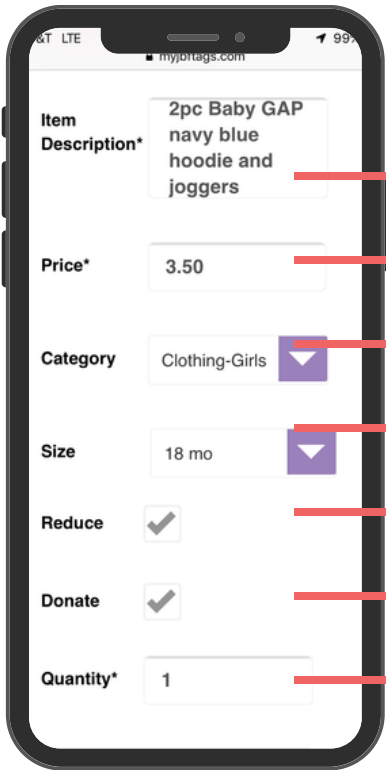 LTE
99%
myjbftags.com
Item
Description*
2pc Baby GAP
navy blue
hoodie and
joggers
Price*
3.50
Category
Clothing-Girls
Size
18 mo
Reduce
Donate
Quantity*
1